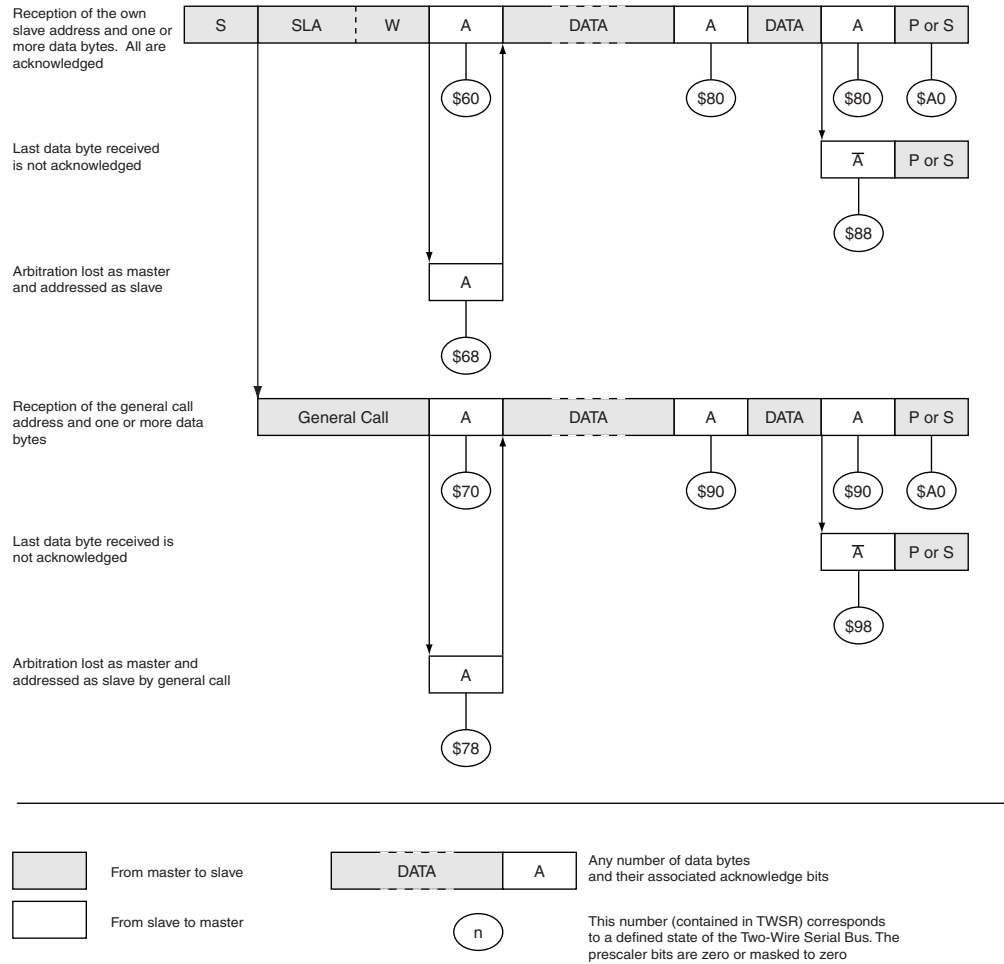 Reception of the own
slave address and one or
more data bytes. All are
acknowledged
S SLA W A DATA A DATA A P or S
$60 $80 $80 $A0
Last data byte received
is not acknowledged
A̅ P or S
$88
Arbitration lost as master
and addressed as slave
A
$68
Reception of the general call
address and one or more data
bytes
General Call A DATA A DATA A P or S
$70 $90 $90 $A0
Last data byte received is
not acknowledged
A̅ P or S
$98
Arbitration lost as master and
addressed as slave by general call
A
$78
From master to slave
DATA A
Any number of data bytes
and their associated acknowledge bits
From slave to master
n
This number (contained in TWSR) corresponds
to a defined state of the Two-Wire Serial Bus. The
prescaler bits are zero or masked to zero